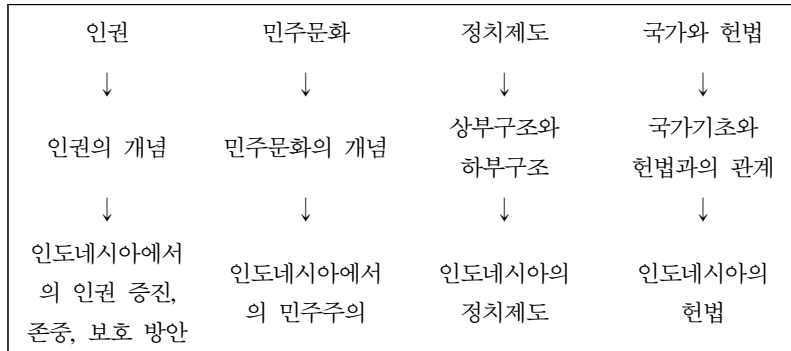 인권 민주문화 정치제도 국가와 헌법
↓ ↓ ↓ ↓
인권의 개념 민주문화의 개념 상부구조와 하부구조 국가기초와 헌법과의 관계
↓ ↓ ↓ ↓
인도네시아에서
의 인권 증진,
존중, 보호 방안
인도네시아에서
의 민주주의
인도네시아의
정치제도
인도네시아의
헌법